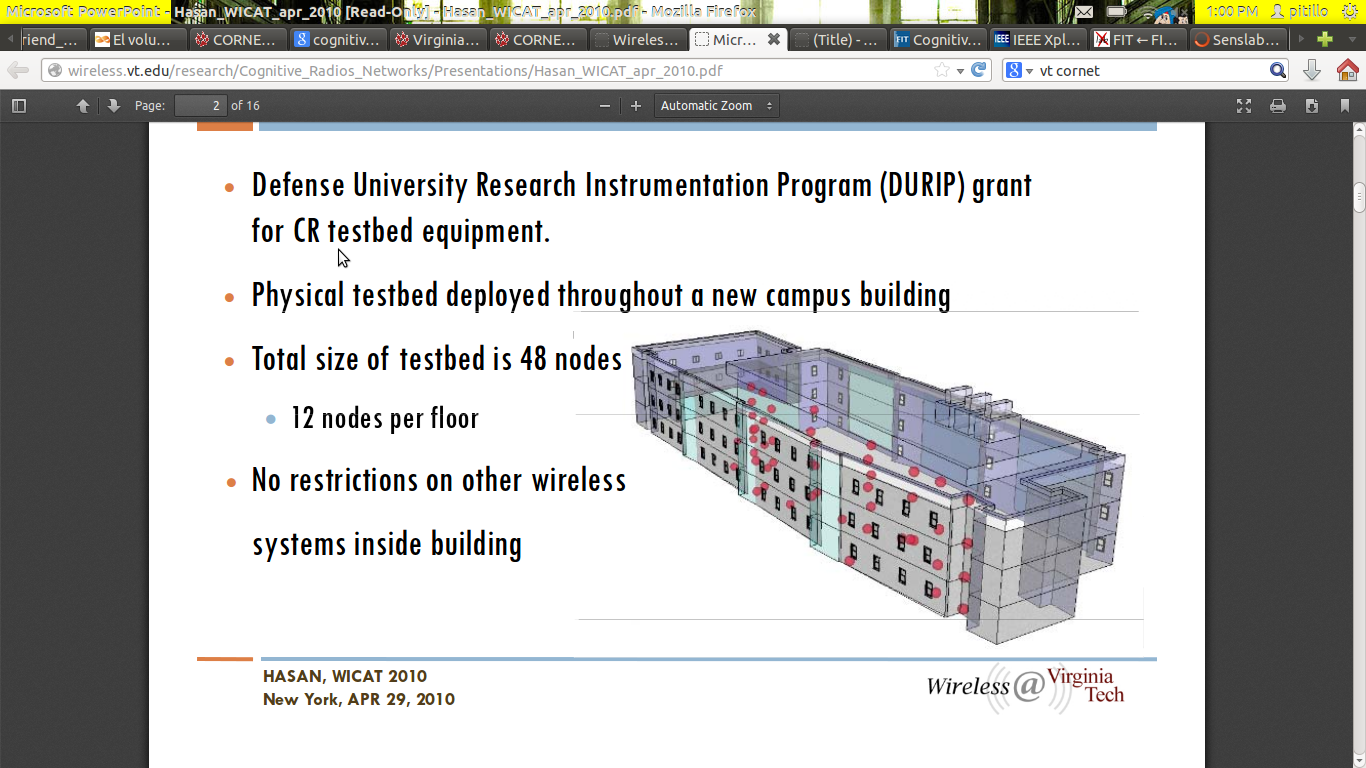 Microsoft PowerPoint - Hasan_WICAT_apr_2010 [Read-Only] - Hasan_WICAT_apr_2010.pdf - Mozilla Firefox
1:00 PM pitillo
riend_... El volu... CORNE... cognitiv... Virginia... CORNE... Wireles... Micr... (Title) - ... Cognitiv... IEEE Xpl... FIT ← FI... Senslab...
wireless.vt.edu/research/Cognitive_Radios_Networks/Presentations/Hasan_WICAT_apr_2010.pdf
vt cornet
Page: 2 of 16
Automatic Zoom
• Defense University Research Instrumentation Program (DURIP) grant
for CR testbed equipment.
• Physical testbed deployed throughout a new campus building
• Total size of testbed is 48 nodes
• 12 nodes per floor
• No restrictions on other wireless
systems inside building
HASAN, WICAT 2010
New York, APR 29, 2010
Wireless@Virginia
Tech